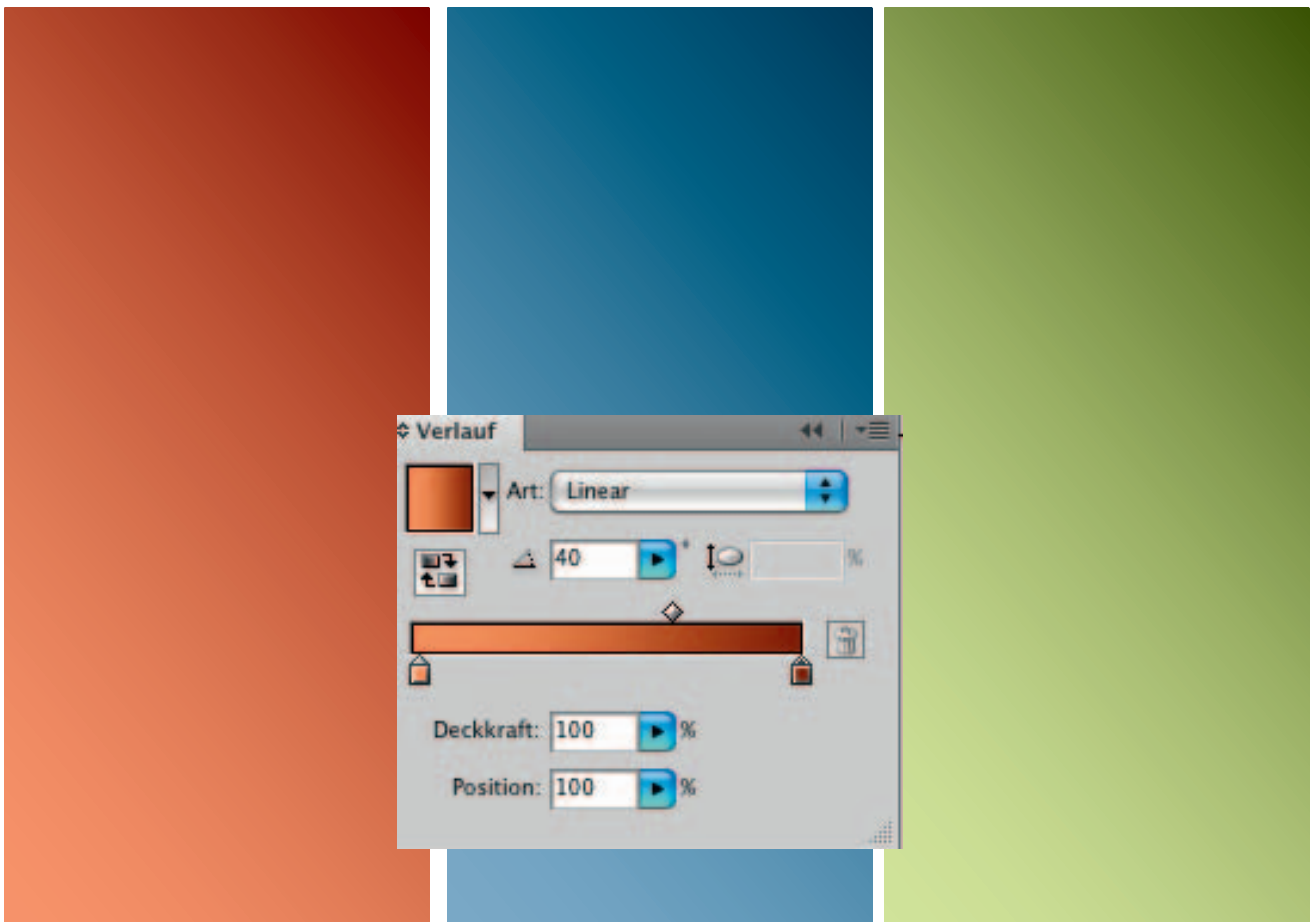 Verlauf
Art: Linear
40 ° %
Deckkraft: 100 %
Position: 100 %